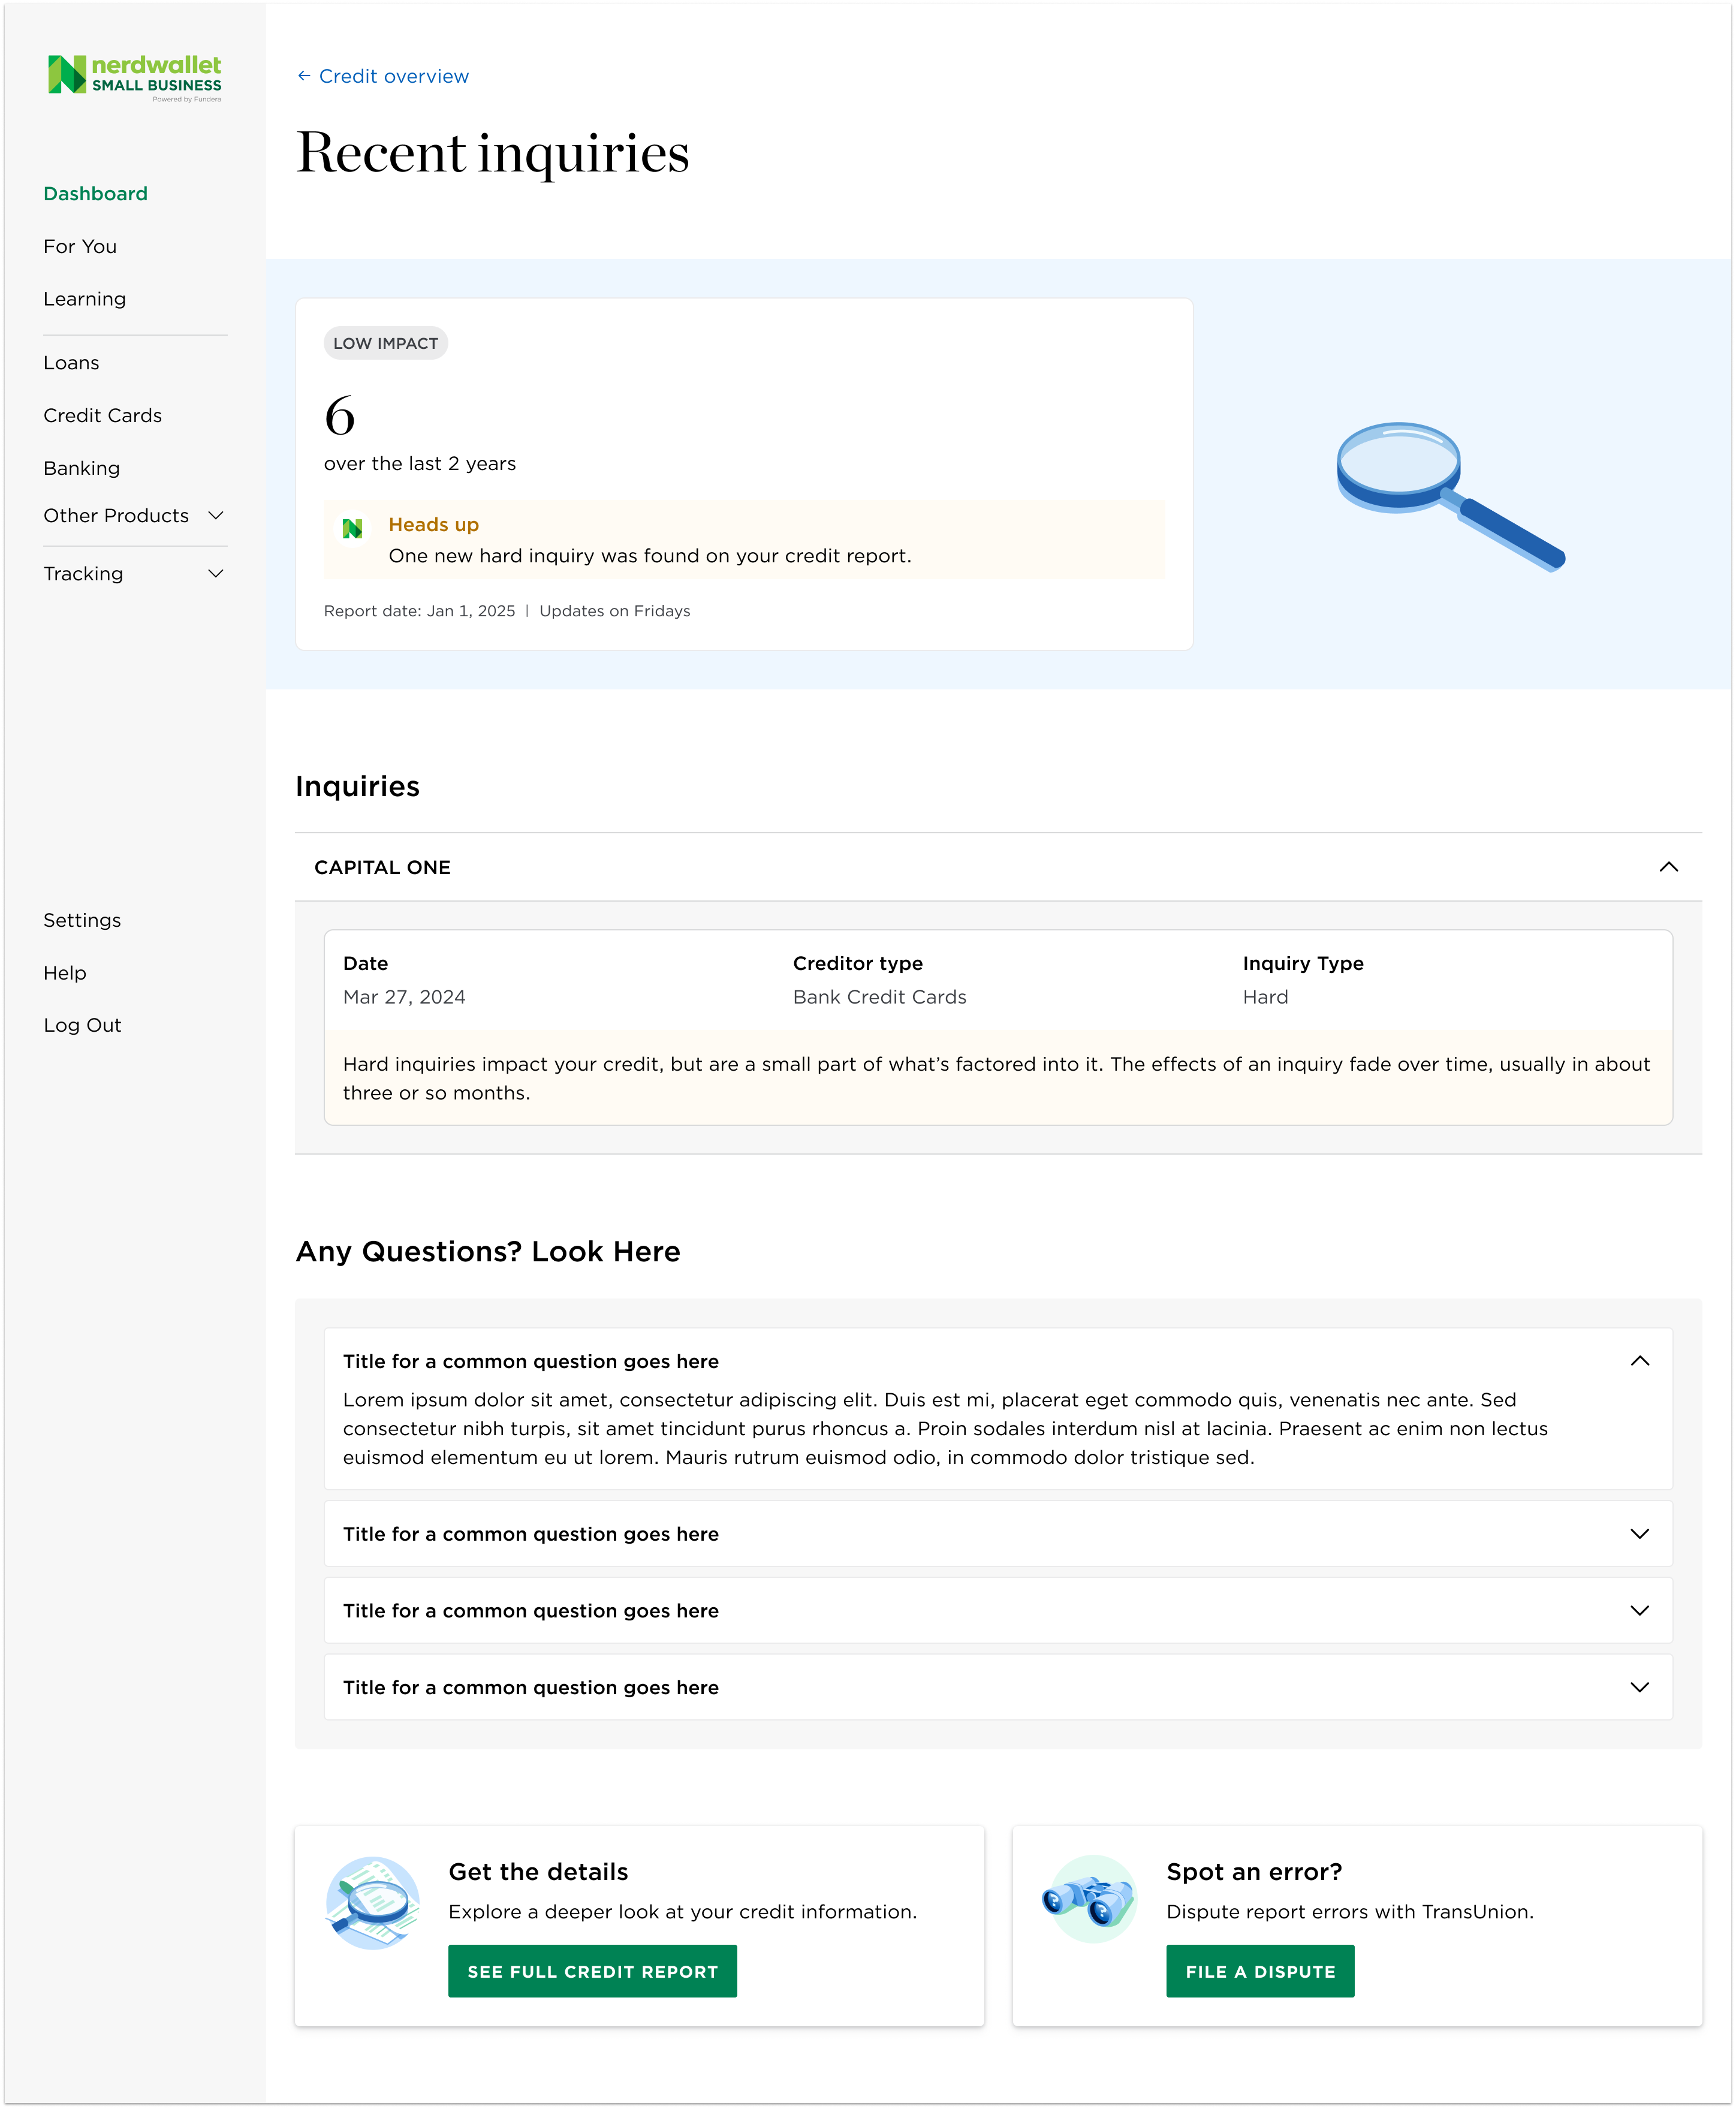 nerdwallet
SMALL BUSINESS
Powered by Fundera
Dashboard
For You
Learning
Loans
Credit Cards
Banking
Other Products
Tracking
Settings
Help
Log Out
← Credit overview
Recent inquiries
LOW IMPACT
6
over the last 2 years
Heads up
One new hard inquiry was found on your credit report.
Report date: Jan 1, 2025 | Updates on Fridays
Inquiries
CAPITAL ONE
Date
Mar 27, 2024
Creditor type
Bank Credit Cards
Inquiry Type
Hard
Hard inquiries impact your credit, but are a small part of what’s factored into it. The effects of an inquiry fade over time, usually in about
three or so months.
Any Questions? Look Here
Title for a common question goes here
Lorem ipsum dolor sit amet, consectetur adipiscing elit. Duis est mi, placerat eget commodo quis, venenatis nec ante. Sed
consectetur nibh turpis, sit amet tincidunt purus rhoncus a. Proin sodales interdum nisl at lacinia. Praesent ac enim non lectus
euismod elementum eu ut lorem. Mauris rutrum euismod odio, in commodo dolor tristique sed.
Title for a common question goes here
Title for a common question goes here
Title for a common question goes here
Get the details
Explore a deeper look at your credit information.
SEE FULL CREDIT REPORT
? ?
Spot an error?
Dispute report errors with TransUnion.
FILE A DISPUTE